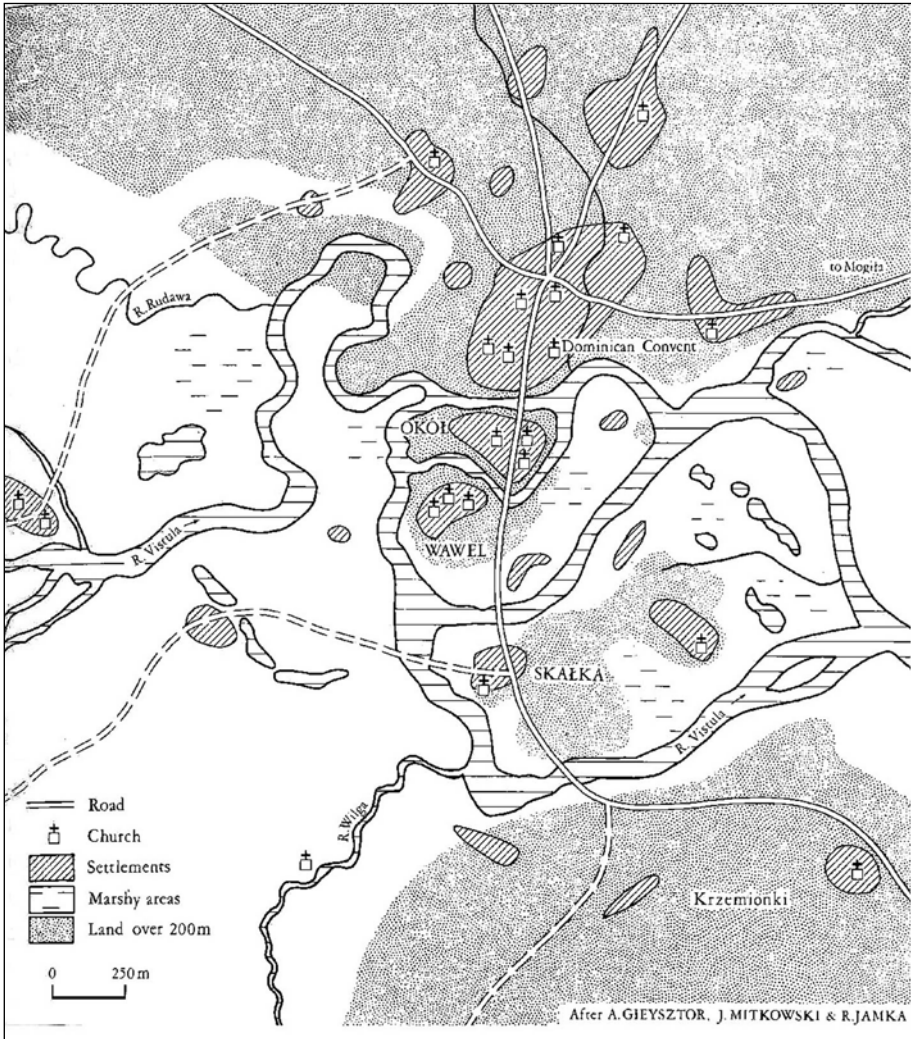 to Mogiła
R. Rudawa
Dominican Convent
OKÓŁ
R. Vistula
WAWEL
SKAŁKA
R. Vistula
R. Wilga
Road
Church
Settlements
Marshy areas
Land over 200m
0 250 m
Krzemionki
After A. GIEYSZTOR, J. MITKOWSKI & R. JAMKA